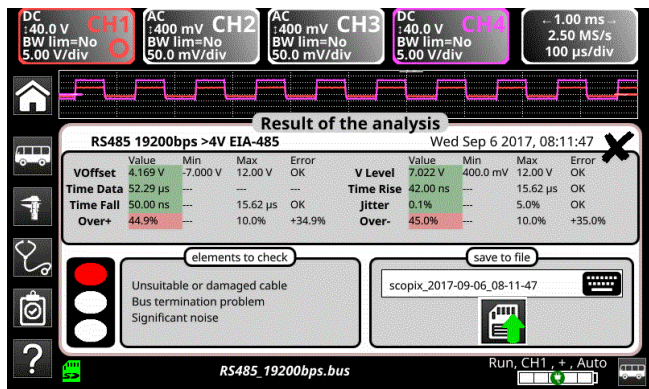 DC
↕40.0 V CH1
BW lim=No
5.00 V/div
AC
↕400 mV CH2
BW lim=No
50.0 mV/div
AC
↕400 mV CH3
BW lim=No
50.0 mV/div
DC
↕40.0 V CH4
BW lim=No
5.00 V/div
←1.00 ms→
2.50 MS/s
100 µs/div
Result of the analysis
RS485 19200bps >4V EIA-485 Wed Sep 6 2017, 08:11:47
Value Min Max Error Value Min Max Error
VOffset 4.169 V -7.000 V 12.00 V OK V Level 7.022 V 400.0 mV 12.00 V OK
Time Data 52.29 µs --- --- --- Time Rise 42.00 ns --- 15.62 µs OK
Time Fall 50.00 ns --- 15.62 µs OK Jitter 0.1% --- 5.0% OK
Over+ 44.9% --- 10.0% +34.9% Over- 45.0% --- 10.0% +35.0%
elements to check
Unsuitable or damaged cable
Bus termination problem
Significant noise
save to file
scopix_2017-09-06_08-11-47
?
RS485_19200bps.bus
Run, CH1 , + , Auto